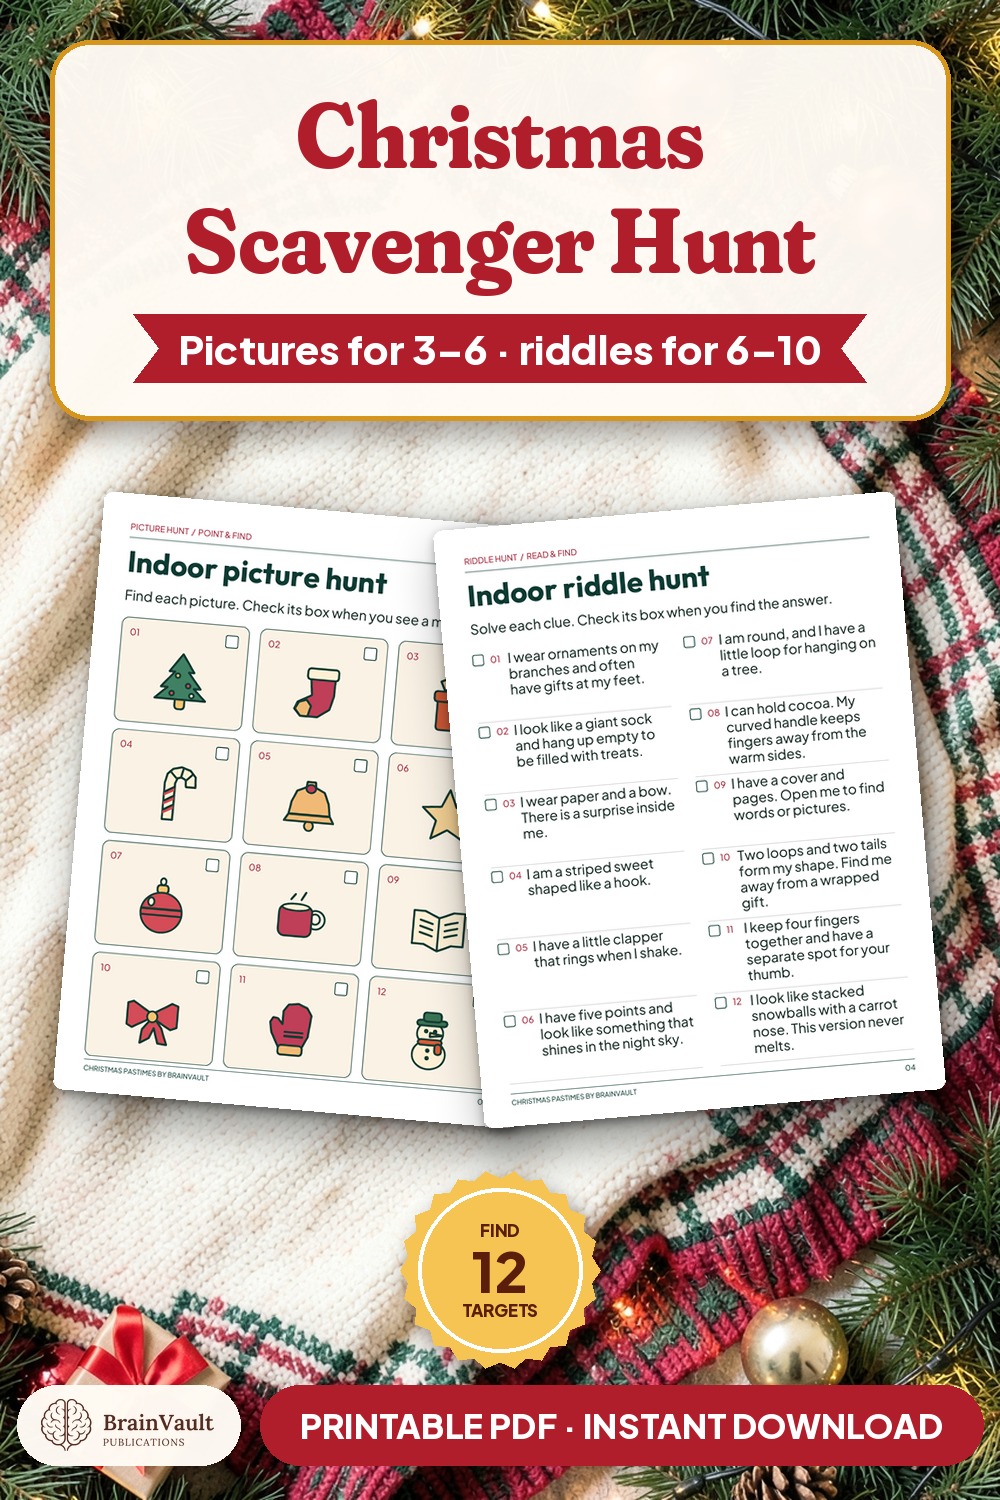 Christmas
Scavenger Hunt
Pictures for 3–6 · riddles for 6–10
PICTURE HUNT / POINT & FIND
Indoor picture hunt
Find each picture. Check its box when you see a
01
02
03
04
05
06
07
08
09
10
11
12
CHRISTMAS PASTIMES BY BRAINVAULT
RIDDLE HUNT / READ & FIND
Indoor riddle hunt
Solve each clue. Check its box when you find the answer.
01 I wear ornaments on my
branches and often
have gifts at my feet.
02 I look like a giant sock
and hang up empty to
be filled with treats.
03 I wear paper and a bow.
There is a surprise inside
me.
04 I am a striped sweet
shaped like a hook.
05 I have a little clapper
that rings when I shake.
06 I have five points and
look like something that
shines in the night sky.
07 I am round, and I have a
little loop for hanging on
a tree.
08 I can hold cocoa. My
curved handle keeps
fingers away from the
warm sides.
09 I have a cover and
pages. Open me to find
words or pictures.
10 Two loops and two tails
form my shape. Find me
away from a wrapped
gift.
11 I keep four fingers
together and have a
separate spot for your
thumb.
12 I look like stacked
snowballs with a carrot
nose. This version never
melts.
CHRISTMAS PASTIMES BY BRAINVAULT
04
FIND
12
TARGETS
BrainVault
PUBLICATIONS
PRINTABLE PDF · INSTANT DOWNLOAD